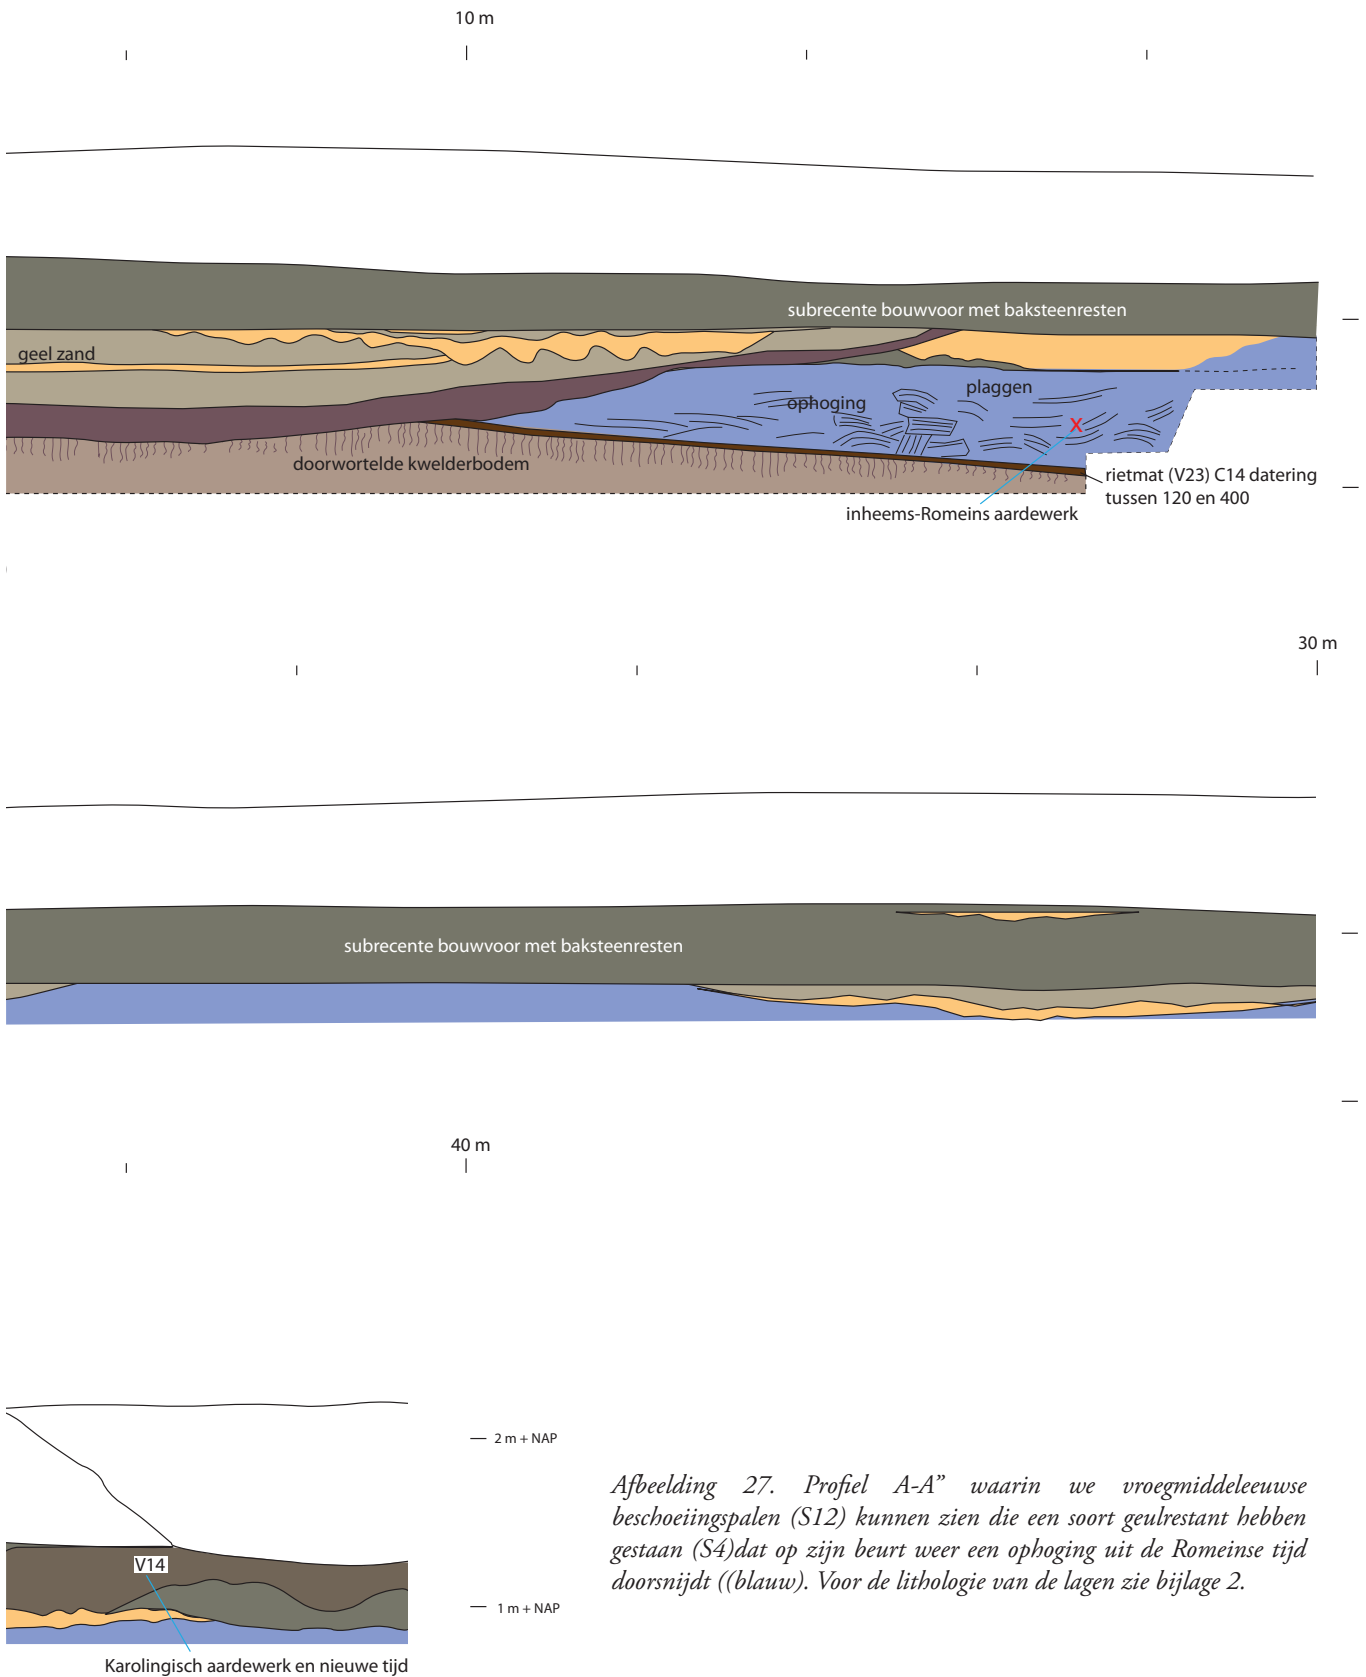 10 m
subrecente bouwvoor met baksteenresten
geel zand
plaggen
ophoging
X
doorwortelde kwelderbodem
rietmat (V23) C14 datering
tussen 120 en 400
inheems-Romeins aardewerk
30 m
subrecente bouwvoor met baksteenresten
40 m
2 m + NAP
V14
1 m + NAP
Karolingisch aardewerk en nieuwe tijd
Afbeelding 27. Profiel A-A” waarin we vroegmiddeleeuwse
beschoeiingspalen (S12) kunnen zien die een soort geulrestant hebben
gestaan (S4)dat op zijn beurt weer een ophoging uit de Romeinse tijd
doorsnijdt ((blauw). Voor de lithologie van de lagen zie bijlage 2.